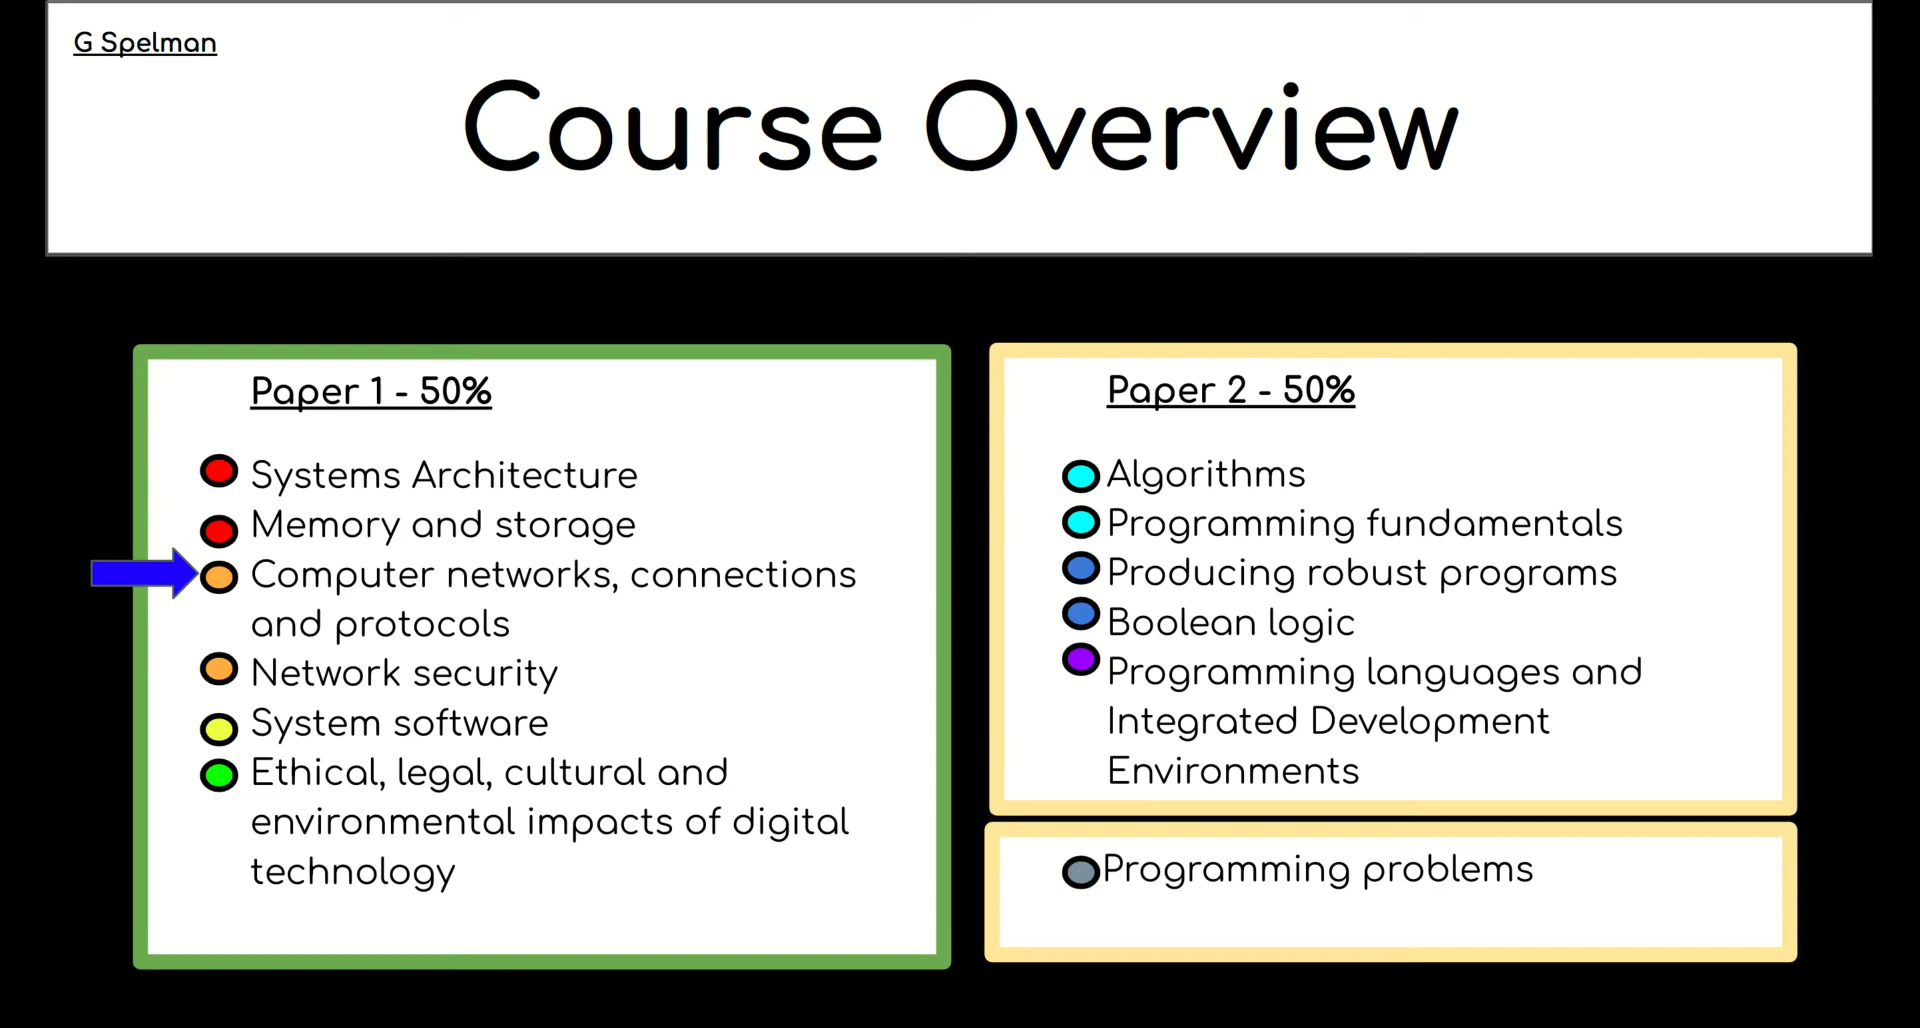 G Spelman
Course Overview
Paper 1 - 50%
Systems Architecture
Memory and storage
Computer networks, connections
and protocols
Network security
System software
Ethical, legal, cultural and
environmental impacts of digital
technology
Paper 2 - 50%
Algorithms
Programming fundamentals
Producing robust programs
Boolean logic
Programming languages and
Integrated Development
Environments
Programming problems